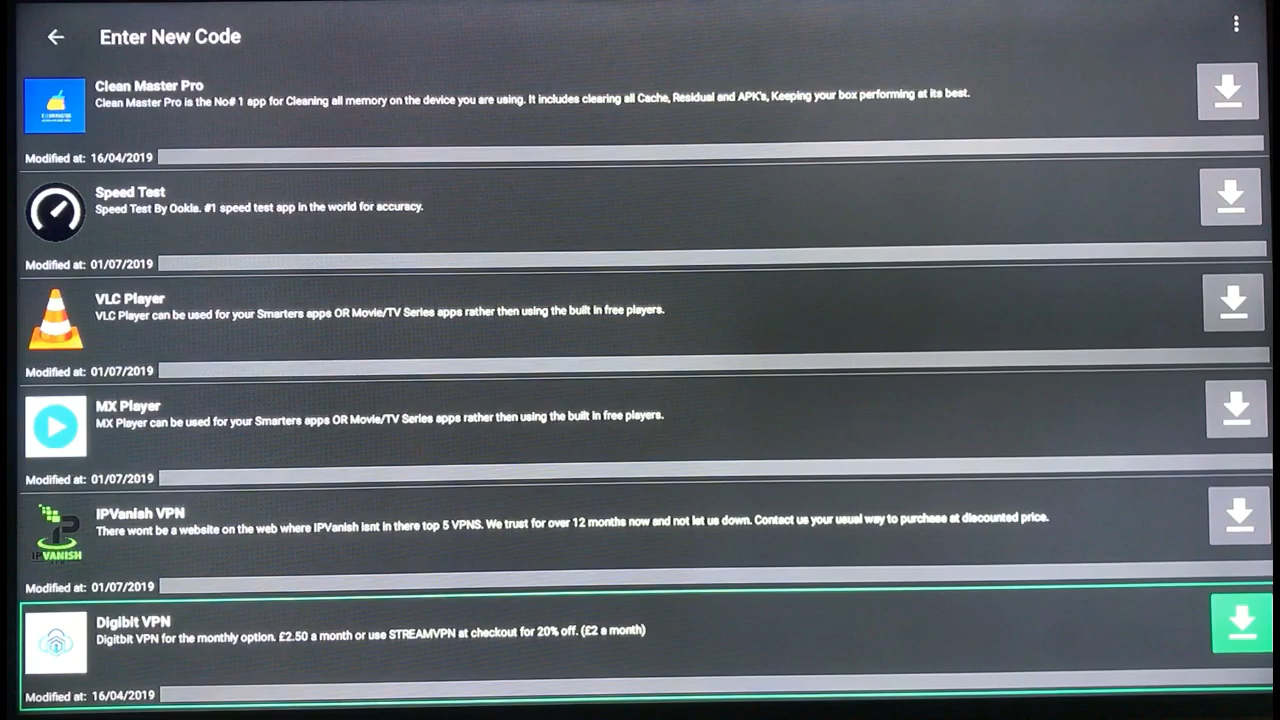 Enter New Code
Clean Master Pro
Clean Master Pro is the No# 1 app for Cleaning all memory on the device you are using. It includes clearing all Cache, Residual and APK's, Keeping your box performing at its best.
Modified at: 16/04/2019
Speed Test
Speed Test By Ookla. #1 speed test app in the world for accuracy.
Modified at: 01/07/2019
VLC Player
VLC Player can be used for your Smarters apps OR Movie/TV Series apps rather then using the built in free players.
Modified at: 01/07/2019
MX Player
MX Player can be used for your Smarters apps OR Movie/TV Series apps rather then using the built in free players.
Modified at: 01/07/2019
IPVanish VPN
There wont be a website on the web where IPVanish isnt in there top 5 VPNS. We trust for over 12 months now and not let us down. Contact us your usual way to purchase at discounted price.
IP
IPVANISH
Modified at: 01/07/2019
Digibit VPN
Digitbit VPN for the monthly option. £2.50 a month or use STREAMVPN at checkout for 20% off. (£2 a month)
Modified at: 16/04/2019